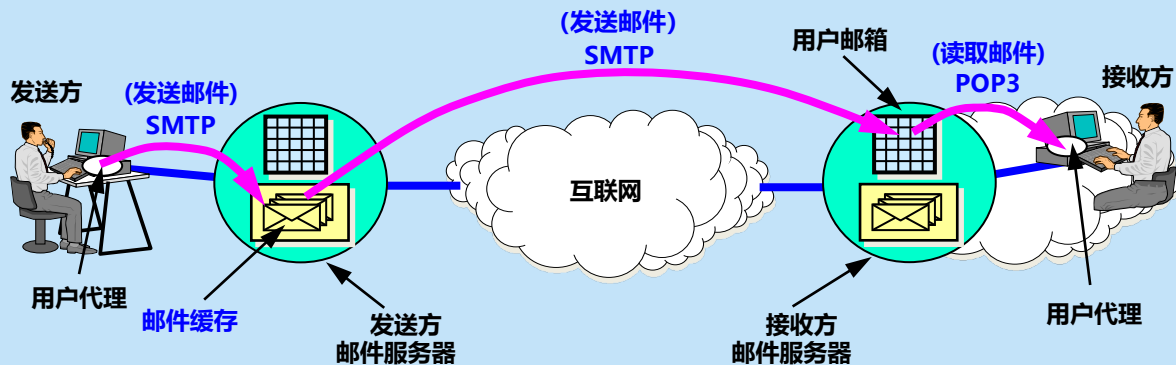 发送方
(发送邮件)
SMTP
(发送邮件)
SMTP
用户邮箱
(读取邮件)
POP3
接收方
互联网
用户代理
邮件缓存
发送方
邮件服务器
接收方
邮件服务器
用户代理